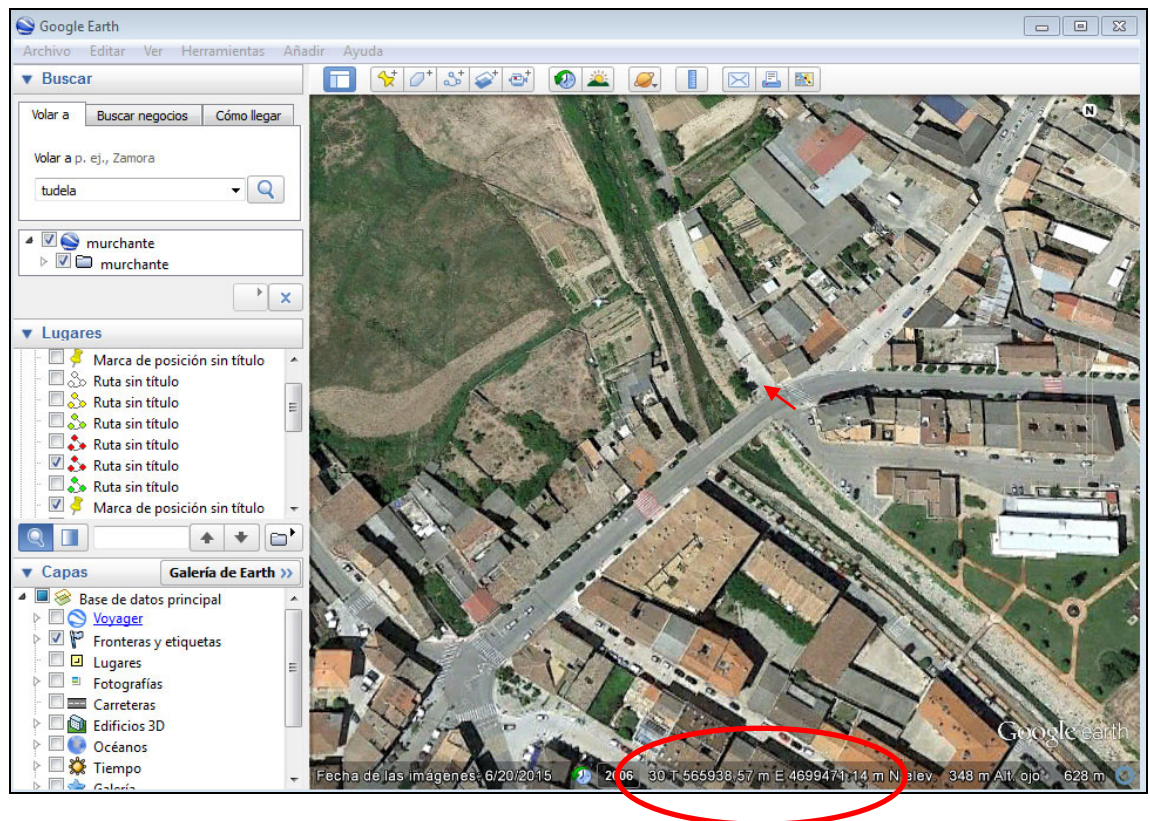 Google Earth
Archivo Editar Ver Herramientas Añadir Ayuda
Buscar
Volar a Buscar negocios Cómo llegar
Volar a p. ej., Zamora
tudela
murchante
murchante
Lugares
Marca de posición sin título
Ruta sin título
Ruta sin título
Ruta sin título
Ruta sin título
Ruta sin título
Ruta sin título
Marca de posición sin título
Capas Galería de Earth >>
Base de datos principal
Voyager
Fronteras y etiquetas
Lugares
Fotografías
Carreteras
Edificios 3D
Océanos
Tiempo
Galería
N
Google earth
Fecha de las imágenes: 6/20/2015 2006 30 T 565938,57 m E 4699471.14 m N elev. 348 m Alt. ojo 628 m